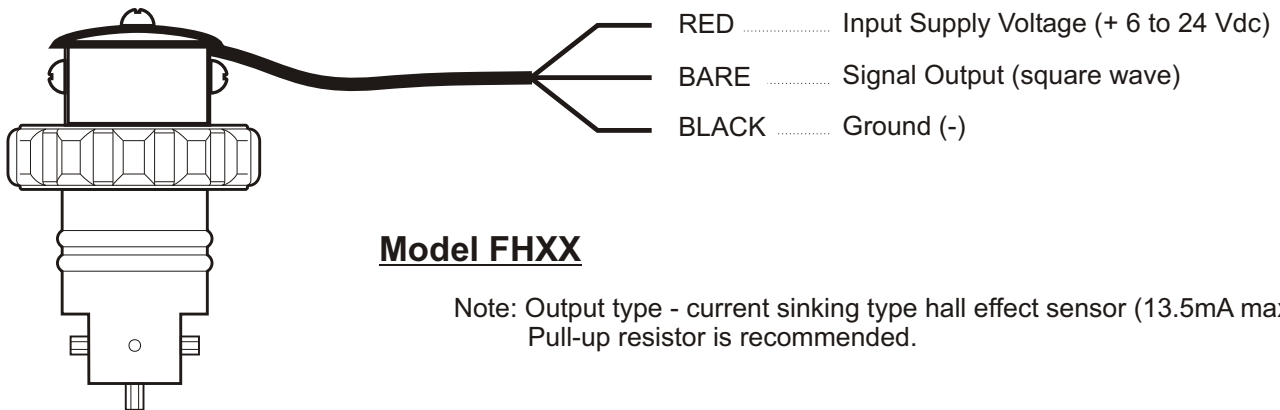 RED .................. Input Supply Voltage (+ 6 to 24 Vdc)
BARE ............. Signal Output (square wave)
BLACK ........... Ground (-)
Model FHXX
Note: Output type - current sinking type hall effect sensor (13.5mA max
Pull-up resistor is recommended.